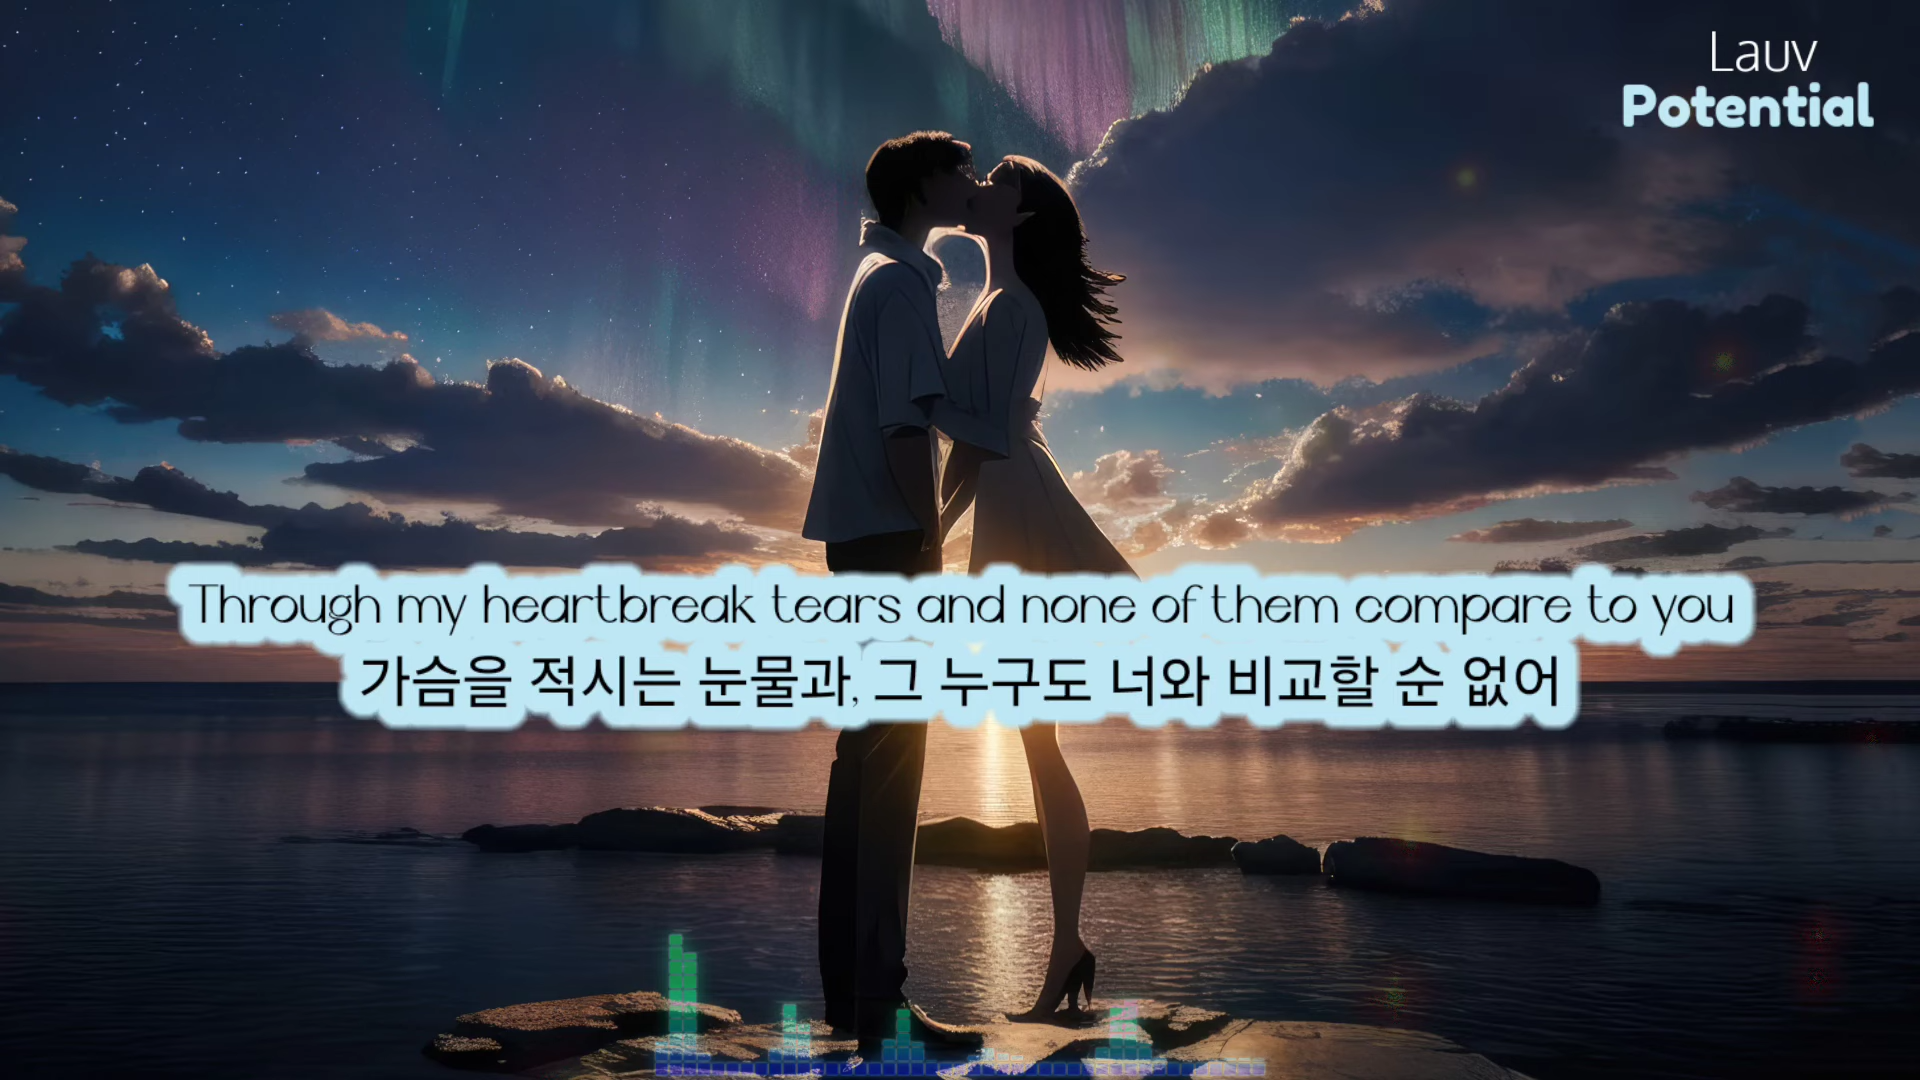 Lauv
Potential
Through my heartbreak tears and none of them compare to you
가슴을 적시는 눈물과, 그 누구도 너와 비교할 순 없어